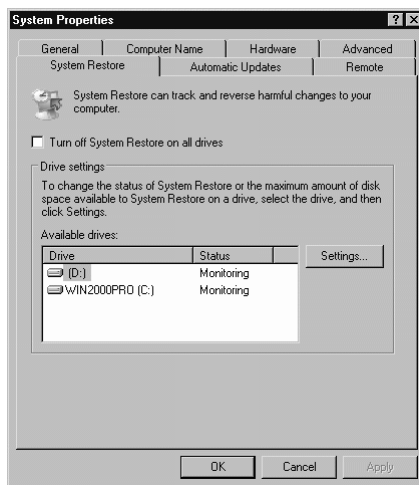 System Properties
General Computer Name Hardware Advanced
System Restore Automatic Updates Remote
System Restore can track and reverse harmful changes to your
computer.
Turn off System Restore on all drives
Drive settings
To change the status of System Restore or the maximum amount of disk
space available to System Restore on a drive, select the drive, and then
click Settings.
Available drives:
Drive Status
(D:) Monitoring
WIN2000PRO (C:) Monitoring
Settings...
OK Cancel Apply